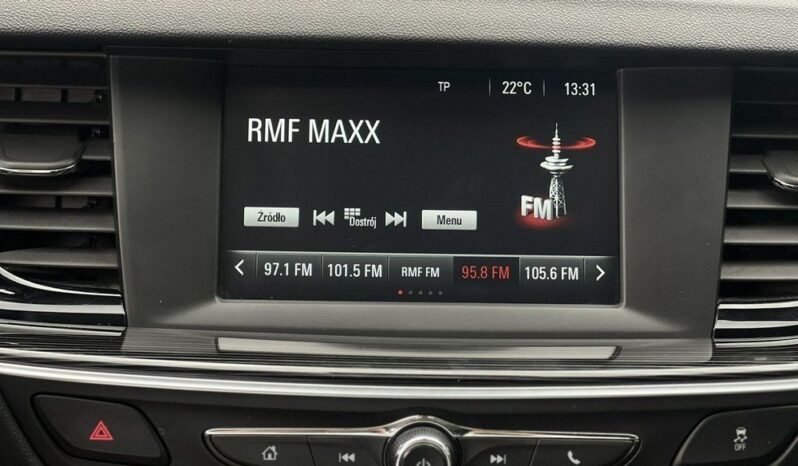 TP 22°C 13:31
RMF MAXX
FM
Źródło Dostrój Menu
97.1 FM 101.5 FM RMF FM 95.8 FM 105.6 FM
OFF